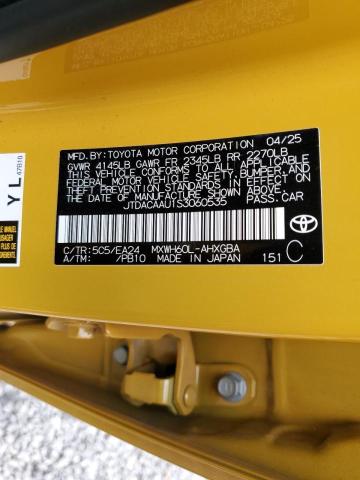 MFD. BY: TOYOTA MOTOR CORPORATION 04/25
GVWR 4145LB GAWR FR 2345LB RR 2270LB
THIS VEHICLE CONFORMS TO ALL APPLICABLE
FEDERAL MOTOR VEHICLE SAFETY, BUMPER, AND
THEFT PREVENTION STANDARDS IN EFFECT ON
THE DATE OF MANUFACTURE SHOWN ABOVE.
JTDACAAU1S3060535 PASS.CAR
C/TR: 5C5/EA24 MXWH60L-AHXGBA
A/TM: -/PB10 MADE IN JAPAN 151 C
YL
47B10